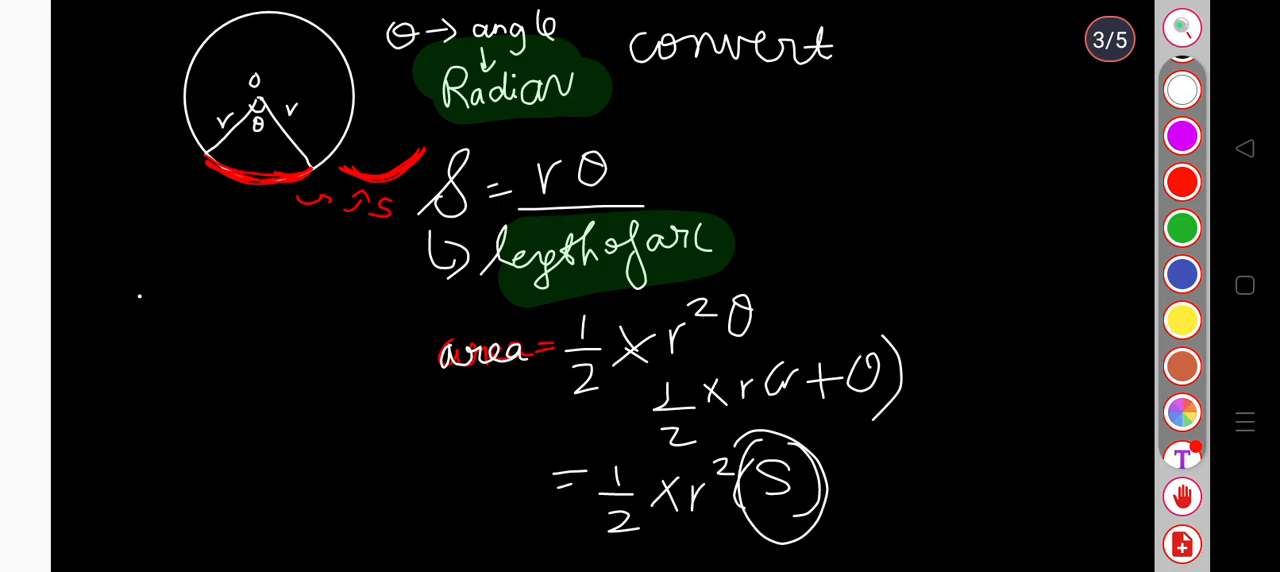 θ → angle
↓
Radian
convert
3/5
O
r r
θ
↑ S
S = rθ
↳ length of arc
area = 1/2 × r²θ
1/2 × r(r + θ)
= 1/2 × r²(S)
T